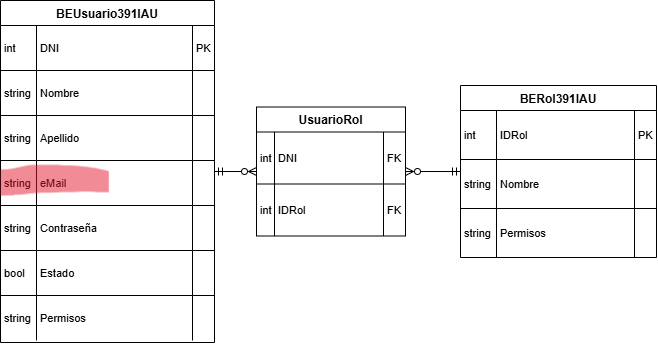 BEUsuario391IAU
int DNI PK
string Nombre
string Apellido
string eMail
string Contraseña
bool Estado
string Permisos
UsuarioRol
int DNI FK
int IDRol FK
BERol391IAU
int IDRol PK
string Nombre
string Permisos